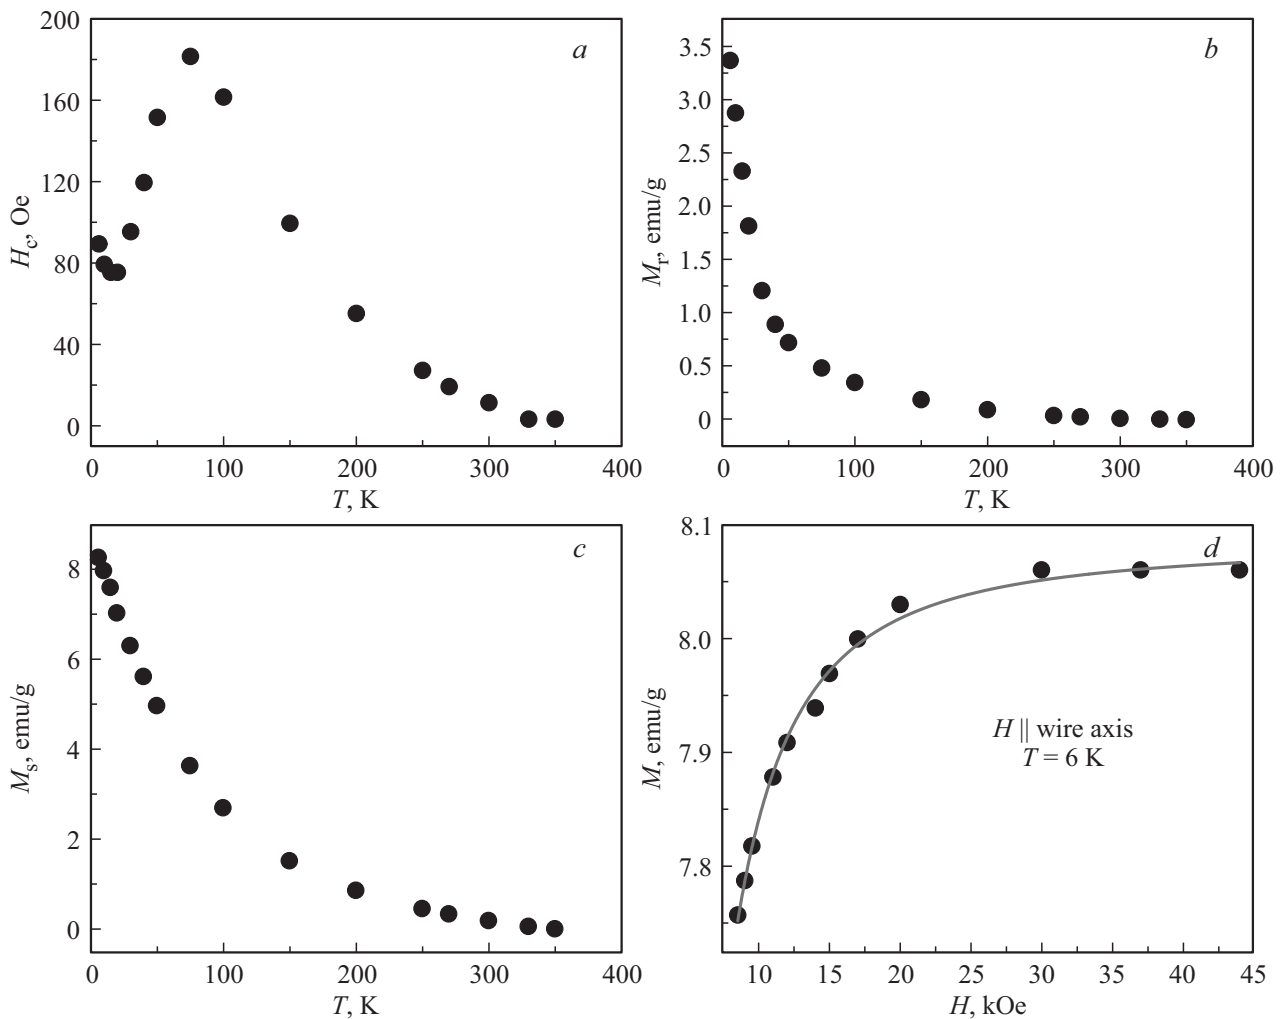 200
160
120
80
40
0
H_c, Oe
a
0 100 200 300 400
T, K
3.5
3.0
2.5
2.0
1.5
1.0
0.5
0
M_r, emu/g
b
0 100 200 300 400
T, K
8
6
4
2
0
M_s, emu/g
c
0 100 200 300 400
T, K
8.1
8.0
7.9
7.8
M, emu/g
d
H || wire axis
T = 6 K
10 15 20 25 30 35 40 45
H, kOe